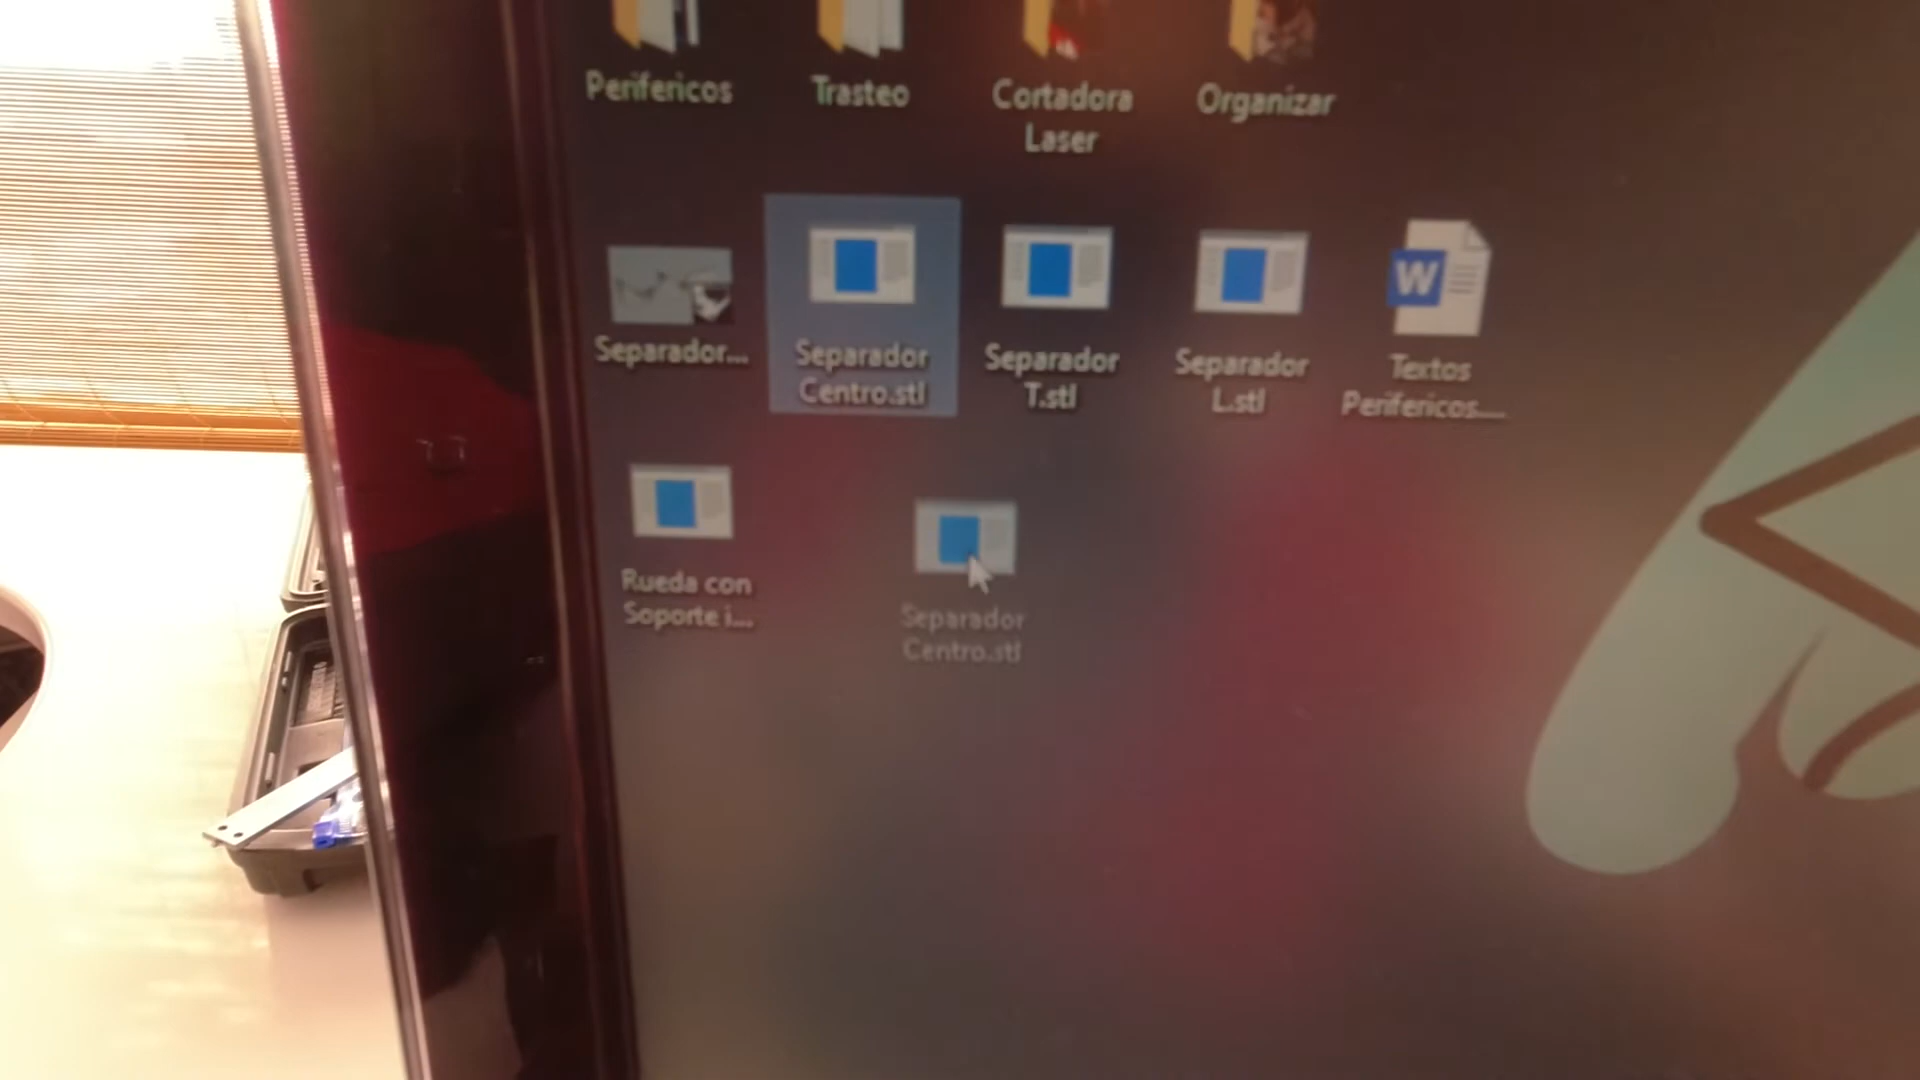 Perifericos
Trasteo
Cortadora
Laser
Organizar
Separador...
Separador
Centro.stl
Separador
T.stl
Separador
L.stl
W
Textos
Perifericos....
Rueda con
Soporte i...
Separador
Centro.stl